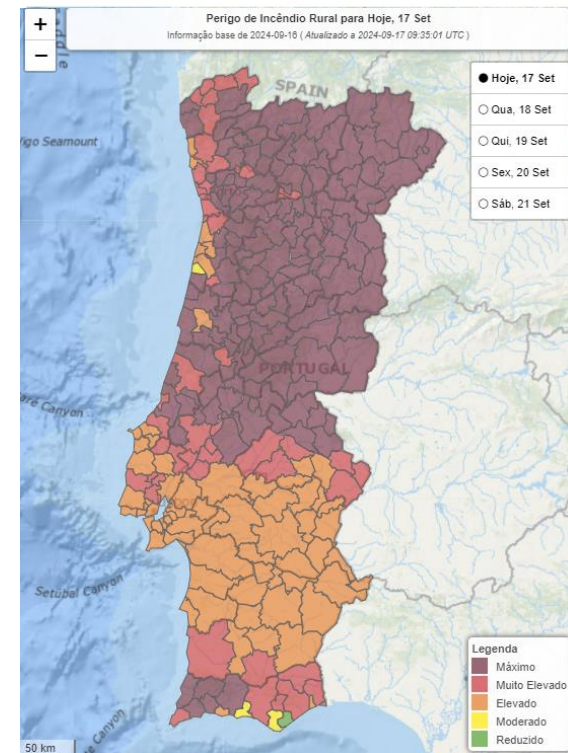 +
−
Perigo de Incêndio Rural para Hoje, 17 Set
Informação base de 2024-09-16 ( Atualizado a 2024-09-17 09:35:01 UTC )
Hoje, 17 Set
Qua, 18 Set
Qui, 19 Set
Sex, 20 Set
Sáb, 21 Set
SPAIN
igo Seamount
PORTUGAL
Canyon
Setúbal Canyon
Canyon
Legenda
Máximo
Muito Elevado
Elevado
Moderado
Reduzido
50 km